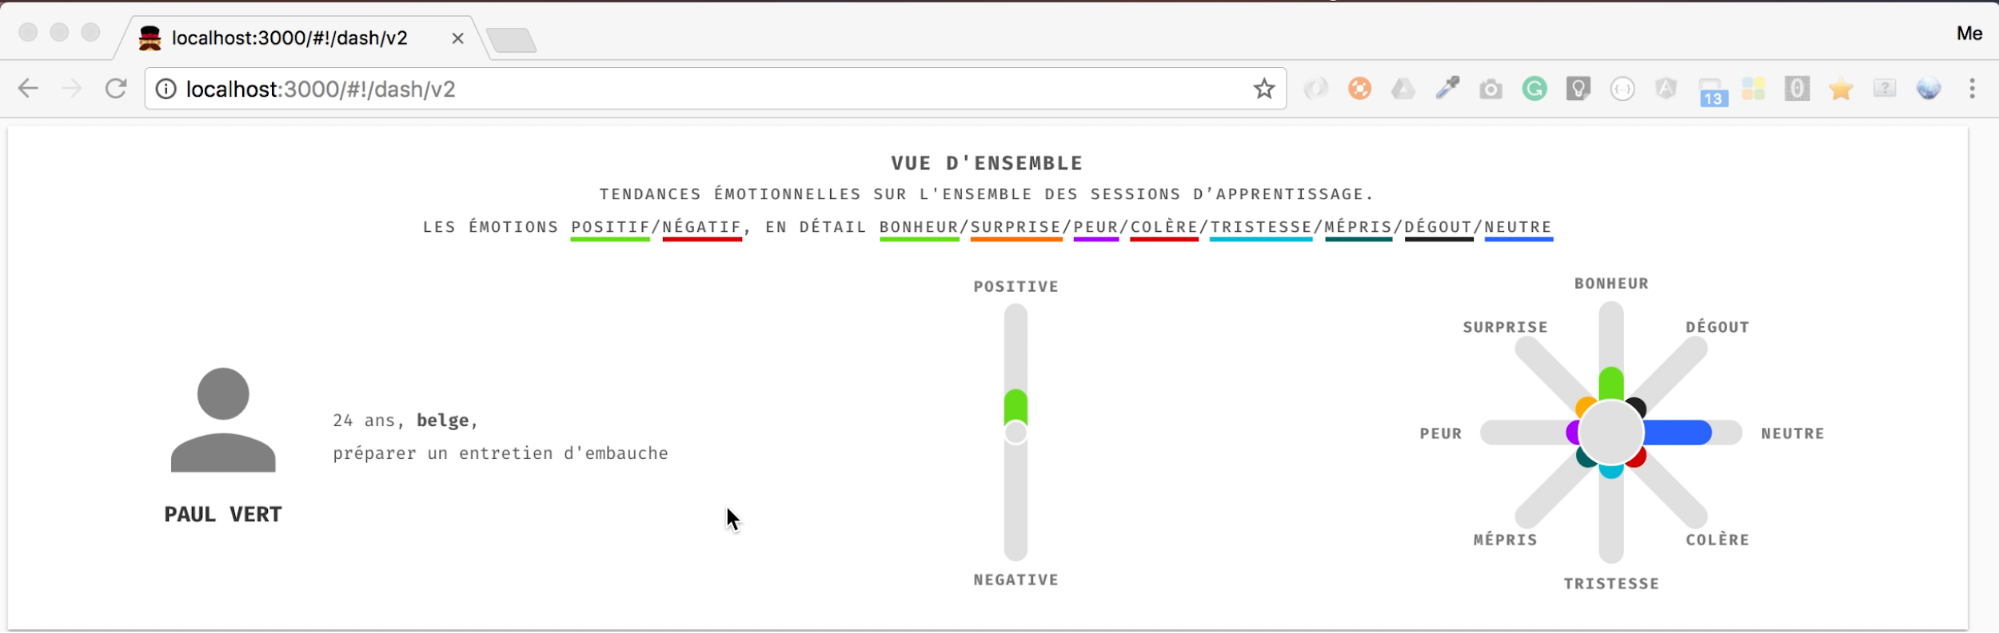 localhost:3000/#!/dash/v2
Me
localhost:3000/#!/dash/v2
13
VUE D'ENSEMBLE
TENDANCES ÉMOTIONNELLES SUR L'ENSEMBLE DES SESSIONS D’APPRENTISSAGE.
LES ÉMOTIONS POSITIF/NÉGATIF, EN DÉTAIL BONHEUR/SURPRISE/PEUR/COLÈRE/TRISTESSE/MÉPRIS/DÉGOUT/NEUTRE
24 ans, belge,
préparer un entretien d'embauche
PAUL VERT
POSITIVE
NEGATIVE
BONHEUR
SURPRISE
DÉGOUT
PEUR
NEUTRE
MÉPRIS
COLÈRE
TRISTESSE